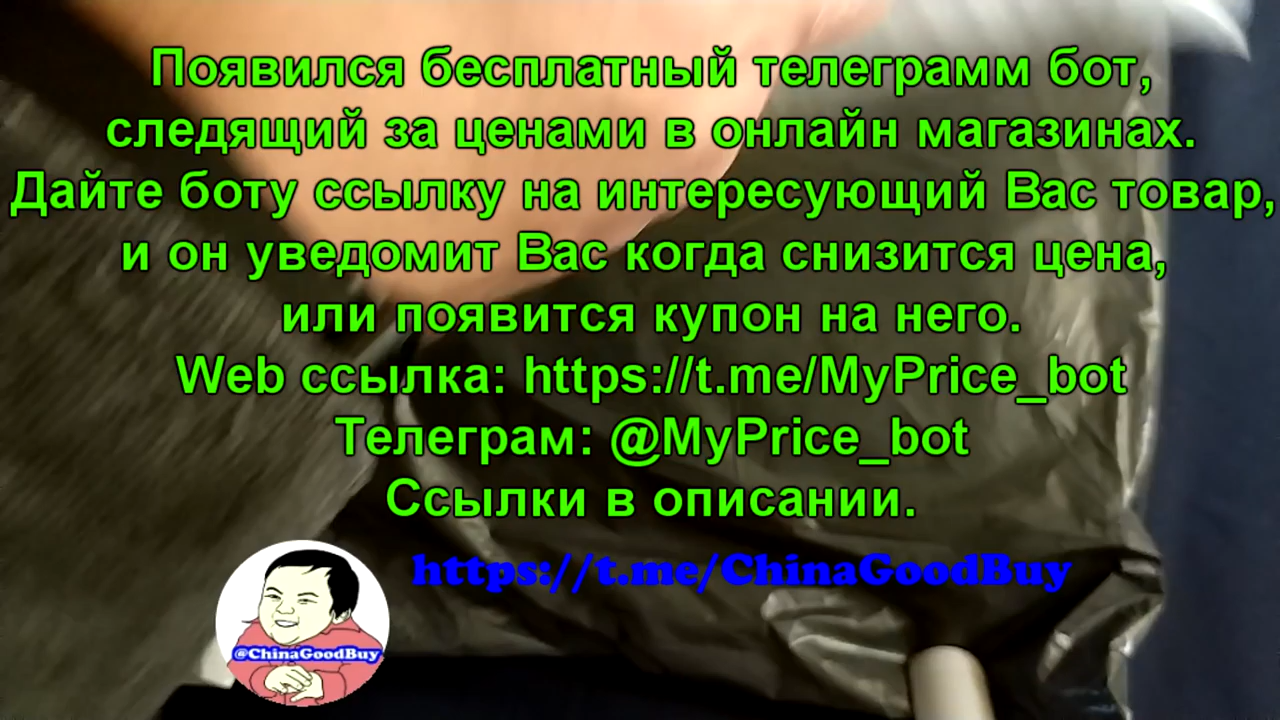 Появился бесплатный телеграмм бот,
следящий за ценами в онлайн магазинах.
Дайте боту ссылку на интересующий Вас товар,
и он уведомит Вас когда снизится цена,
или появится купон на него.
Web ссылка: https://t.me/MyPrice_bot
Телеграм: @MyPrice_bot
Ссылки в описании.
https://t.me/ChinaGoodBuy
@ChinaGoodBuy